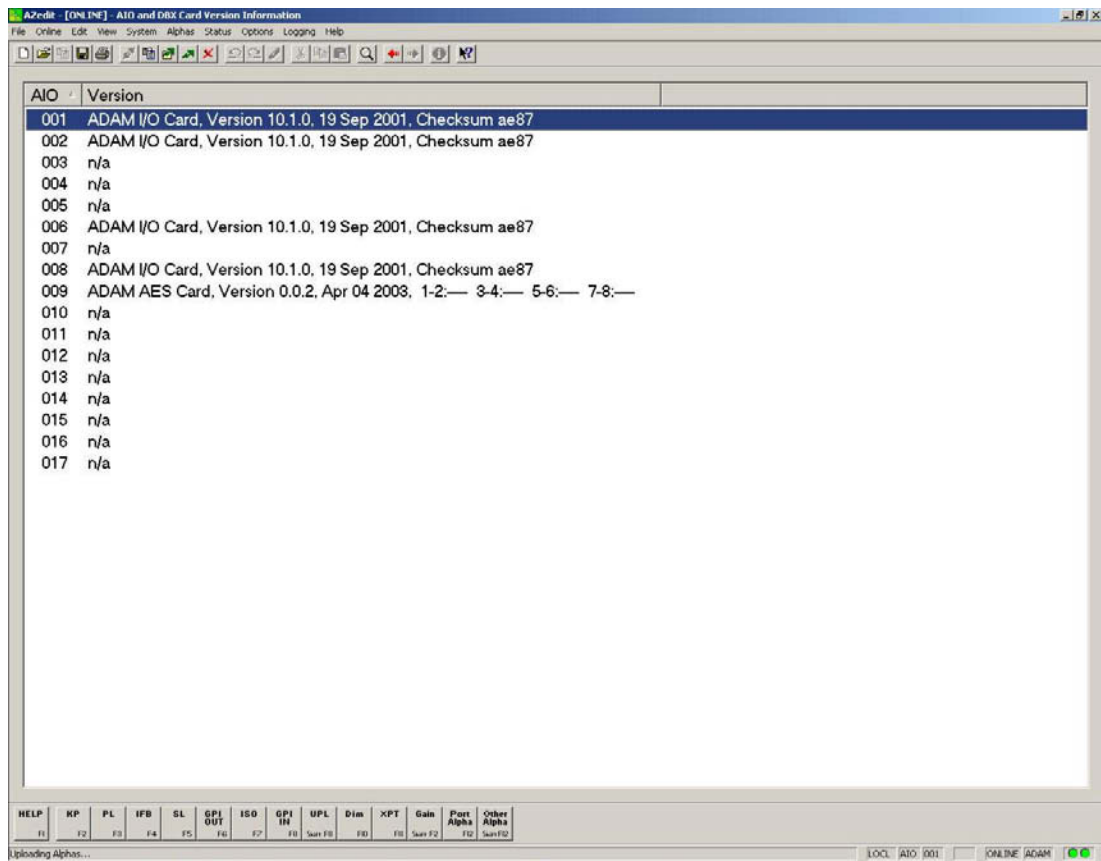 AZedit - [ONLINE] - AIO and DBX Card Version Information
File Online Edit View System Alphas Status Options Logging Help
AIO Version
001 ADAM I/O Card, Version 10.1.0, 19 Sep 2001, Checksum ae87
002 ADAM I/O Card, Version 10.1.0, 19 Sep 2001, Checksum ae87
003 n/a
004 n/a
005 n/a
006 ADAM I/O Card, Version 10.1.0, 19 Sep 2001, Checksum ae87
007 n/a
008 ADAM I/O Card, Version 10.1.0, 19 Sep 2001, Checksum ae87
009 ADAM AES Card, Version 0.0.2, Apr 04 2003, 1-2:--- 3-4:--- 5-6:--- 7-8:---
010 n/a
011 n/a
012 n/a
013 n/a
014 n/a
015 n/a
016 n/a
017 n/a
HELP KP PL IFB SL GPI OUT ISO GPI IN UPL Dim XPT Gain Port Alpha Other Alpha
F1 F2 F3 F4 F5 F6 F7 F8 F10 F2 F12
Uploading Alphas... LOCL AIO 001 ONLINE ADAM